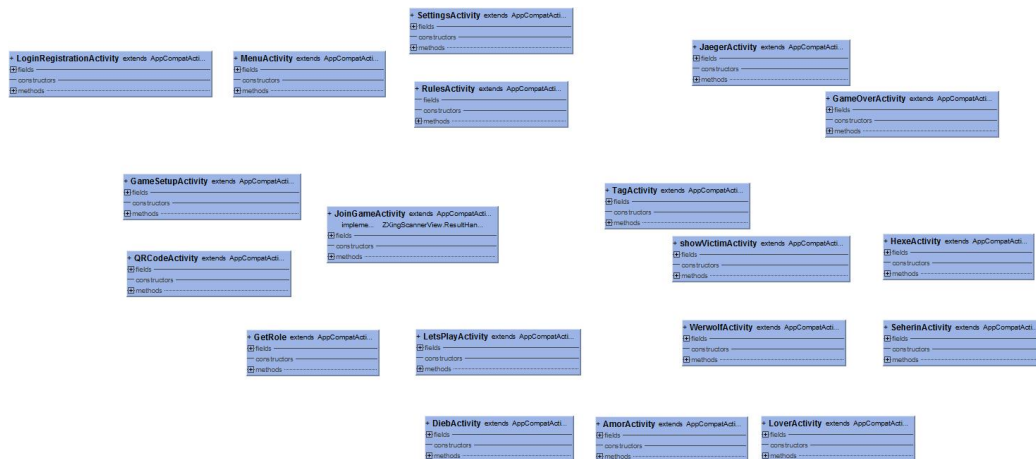 + SettingsActivity extends AppCompatActi...
fields
constructors
methods
+ LoginRegistrationActivity extends AppCompatActi...
fields
constructors
methods
+ MenuActivity extends AppCompatActi...
fields
constructors
methods
+ JaegerActivity extends AppCompatActi...
fields
constructors
methods
+ RulesActivity extends AppCompatActi...
fields
constructors
methods
+ GameOverActivity extends AppCompatActi...
fields
constructors
methods
+ GameSetupActivity extends AppCompatActi...
fields
constructors
methods
+ JoinGameActivity extends AppCompatActi...
impleme... ZXingScannerView.ResultHan...
fields
constructors
methods
+ TagActivity extends AppCompatActi...
fields
constructors
methods
+ showVictimActivity extends AppCompatActi...
fields
constructors
methods
+ HexeActivity extends AppCompatActi...
fields
constructors
methods
+ QRCodeActivity extends AppCompatActi...
fields
constructors
methods
+ GetRole extends AppCompatActi...
fields
constructors
methods
+ LetsPlayActivity extends AppCompatActi...
fields
constructors
methods
+ WerwolfActivity extends AppCompatActi...
fields
constructors
methods
+ SeherinActivity extends AppCompatActi...
fields
constructors
methods
+ DiebActivity extends AppCompatActi...
fields
constructors
methods
+ AmorActivity extends AppCompatActi...
fields
constructors
methods
+ LoverActivity extends AppCompatActi...
fields
constructors
methods